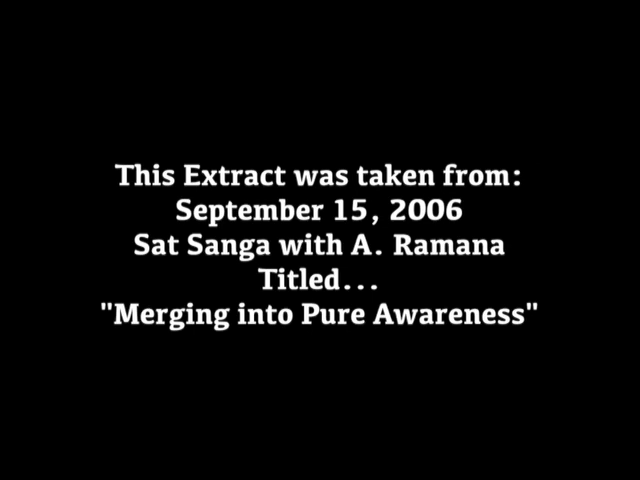 This Extract was taken from:
September 15, 2006
Sat Sanga with A. Ramana
Titled...
"Merging into Pure Awareness"